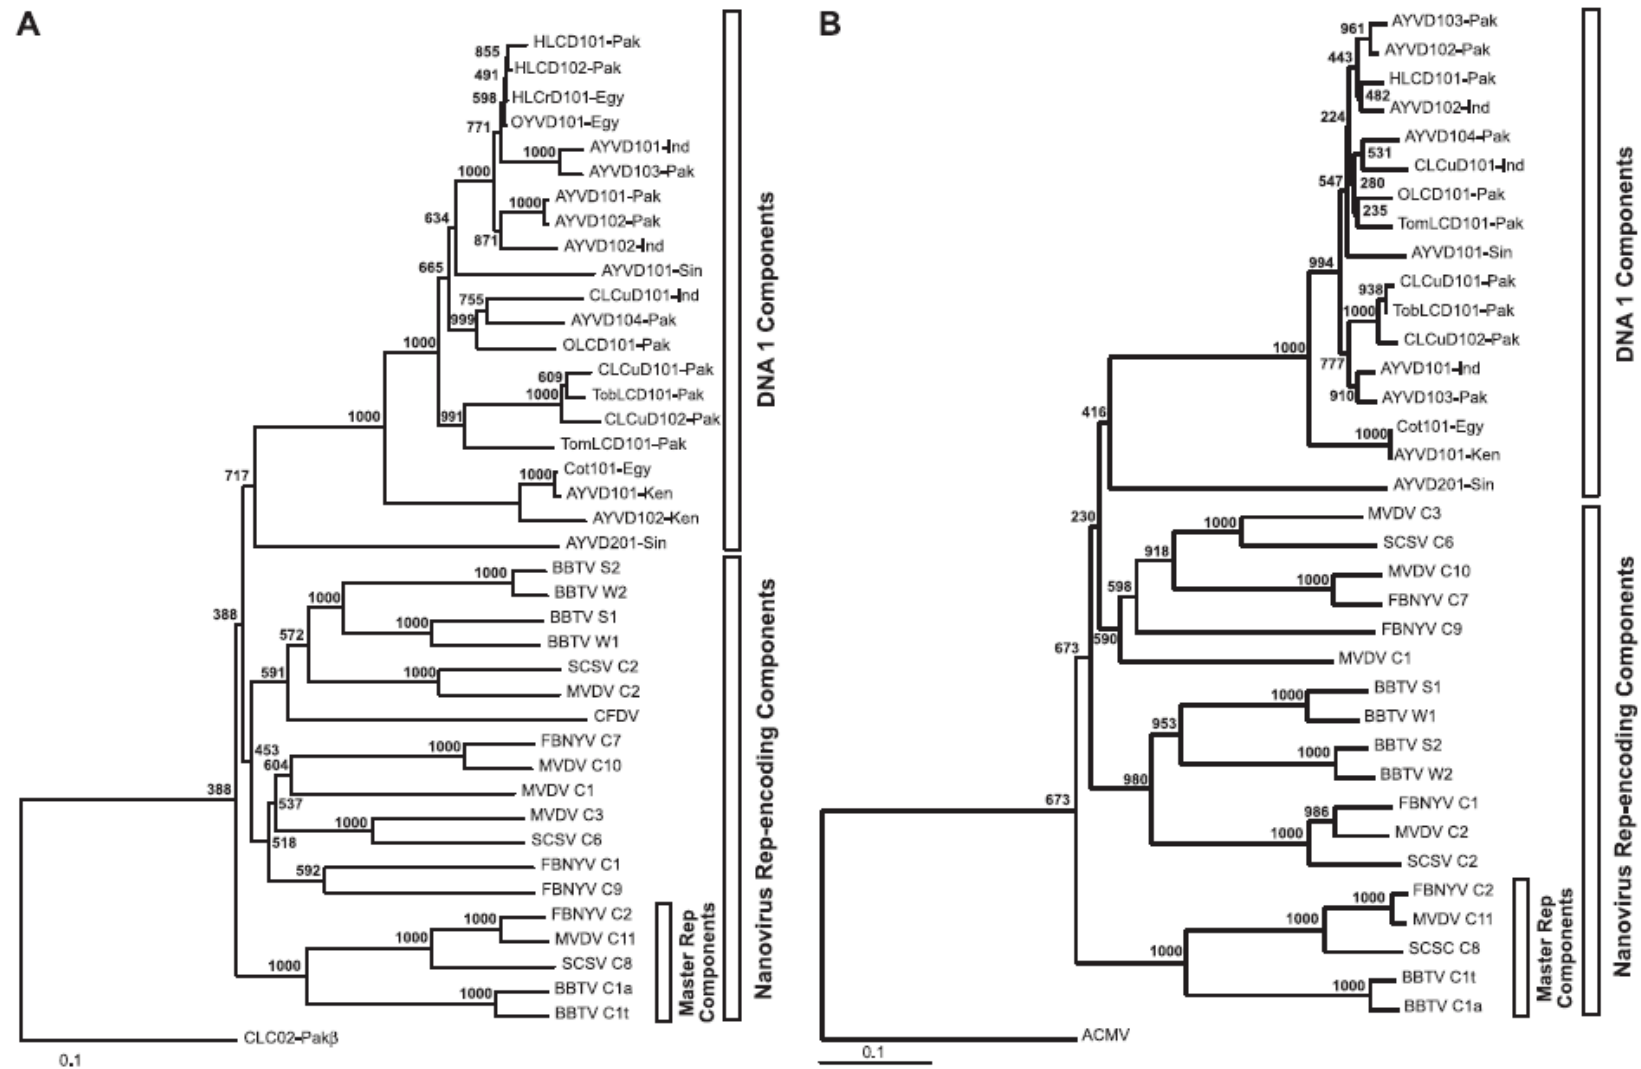 A
855
HLCD101-Pak
491
HLCD102-Pak
598
HLCrD101-Egy
771
OYVD101-Egy
1000
AYVD101-Ind
AYVD103-Pak
1000
1000
AYVD101-Pak
AYVD102-Pak
634
871
AYVD102-Ind
665
AYVD101-Sin
755
CLCuD101-Ind
999
AYVD104-Pak
1000
OLCD101-Pak
609
CLCuD101-Pak
1000
TobLCD101-Pak
991
CLCuD102-Pak
1000
TomLCD101-Pak
717
1000
Cot101-Egy
AYVD101-Ken
AYVD102-Ken
AYVD201-Sin
1000
BBTV S2
BBTV W2
1000
388
1000
BBTV S1
BBTV W1
572
591
1000
SCSV C2
MVDV C2
CFDV
453
1000
FBNYV C7
604
MVDV C10
388
MVDV C1
537
1000
MVDV C3
518
SCSV C6
592
FBNYV C1
FBNYV C9
1000
FBNYV C2
1000
MVDV C11
1000
SCSV C8
1000
BBTV C1a
BBTV C1t
CLC02-Pakβ
0.1
DNA 1 Components
Nanovirus Rep-encoding Components
Master Rep
Components
B
961
AYVD103-Pak
443
AYVD102-Pak
HLCD101-Pak
482
AYVD102-Ind
224
AYVD104-Pak
531
CLCuD101-Ind
547
280
OLCD101-Pak
235
TomLCD101-Pak
994
AYVD101-Sin
938
CLCuD101-Pak
1000
TobLCD101-Pak
CLCuD102-Pak
1000
777
AYVD101-Ind
910
AYVD103-Pak
416
1000
Cot101-Egy
AYVD101-Ken
AYVD201-Sin
230
1000
MVDV C3
918
SCSV C6
598
1000
MVDV C10
FBNYV C7
673
590
FBNYV C9
MVDV C1
1000
BBTV S1
953
BBTV W1
1000
BBTV S2
980
BBTV W2
673
986
FBNYV C1
1000
MVDV C2
SCSV C2
1000
FBNYV C2
1000
MVDV C11
1000
SCSC C8
1000
BBTV C1t
BBTV C1a
ACMV
0.1
DNA 1 Components
Nanovirus Rep-encoding Components
Master Rep
Components